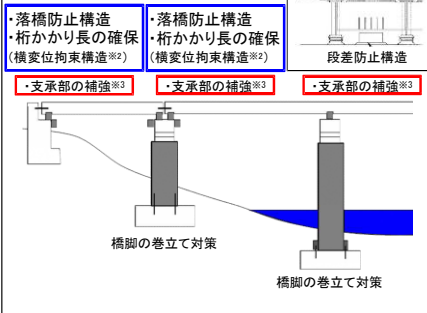 ・落橋防止構造
・桁かかり長の確保
(横変位拘束構造※2)
・落橋防止構造
・桁かかり長の確保
(横変位拘束構造※2)
段差防止構造
・支承部の補強※3
・支承部の補強※3
・支承部の補強※3
橋脚の巻立て対策
橋脚の巻立て対策